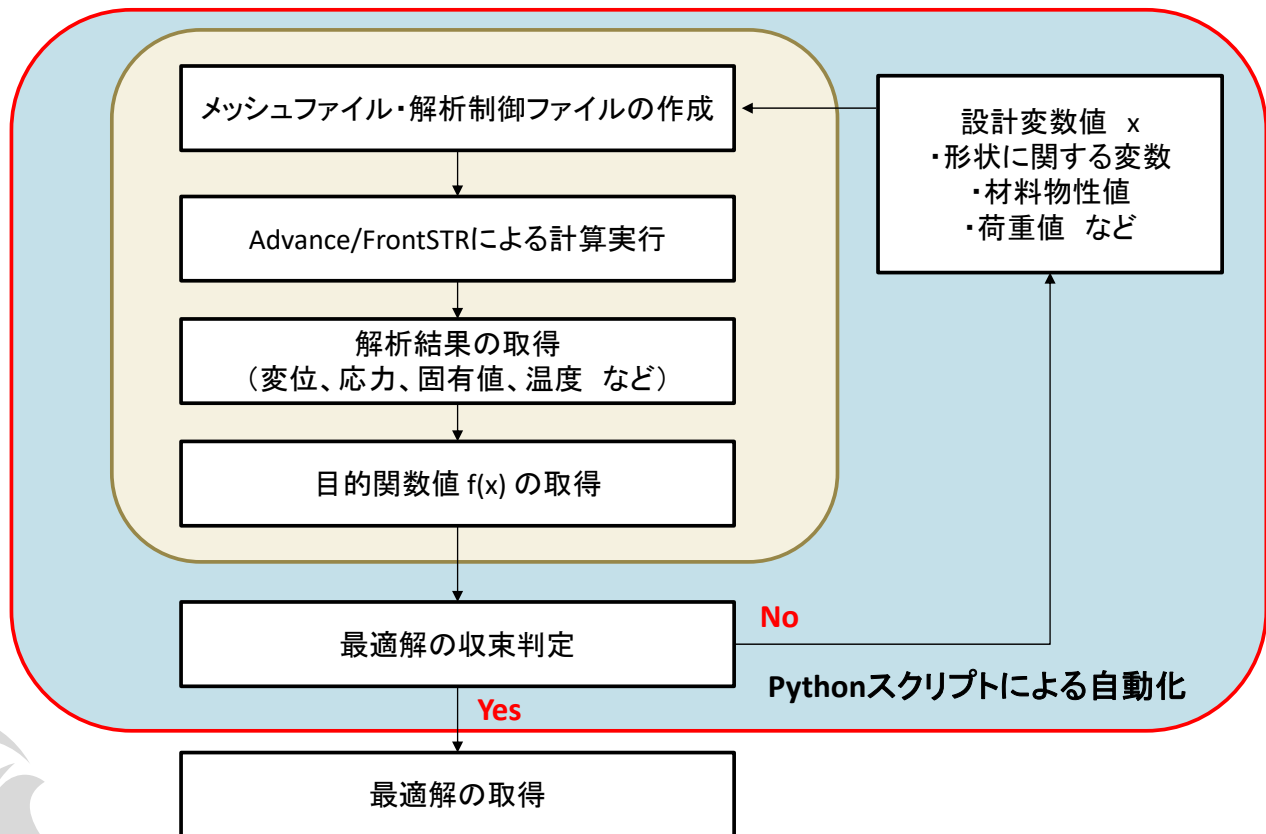 メッシュファイル・解析制御ファイルの作成
Advance/FrontSTRによる計算実行
解析結果の取得
（変位、応力、固有値、温度　など）
目的関数値 f(x) の取得
最適解の収束判定
No
Yes
最適解の取得
設計変数値　x
・形状に関する変数
・材料物性値
・荷重値　など
Pythonスクリプトによる自動化